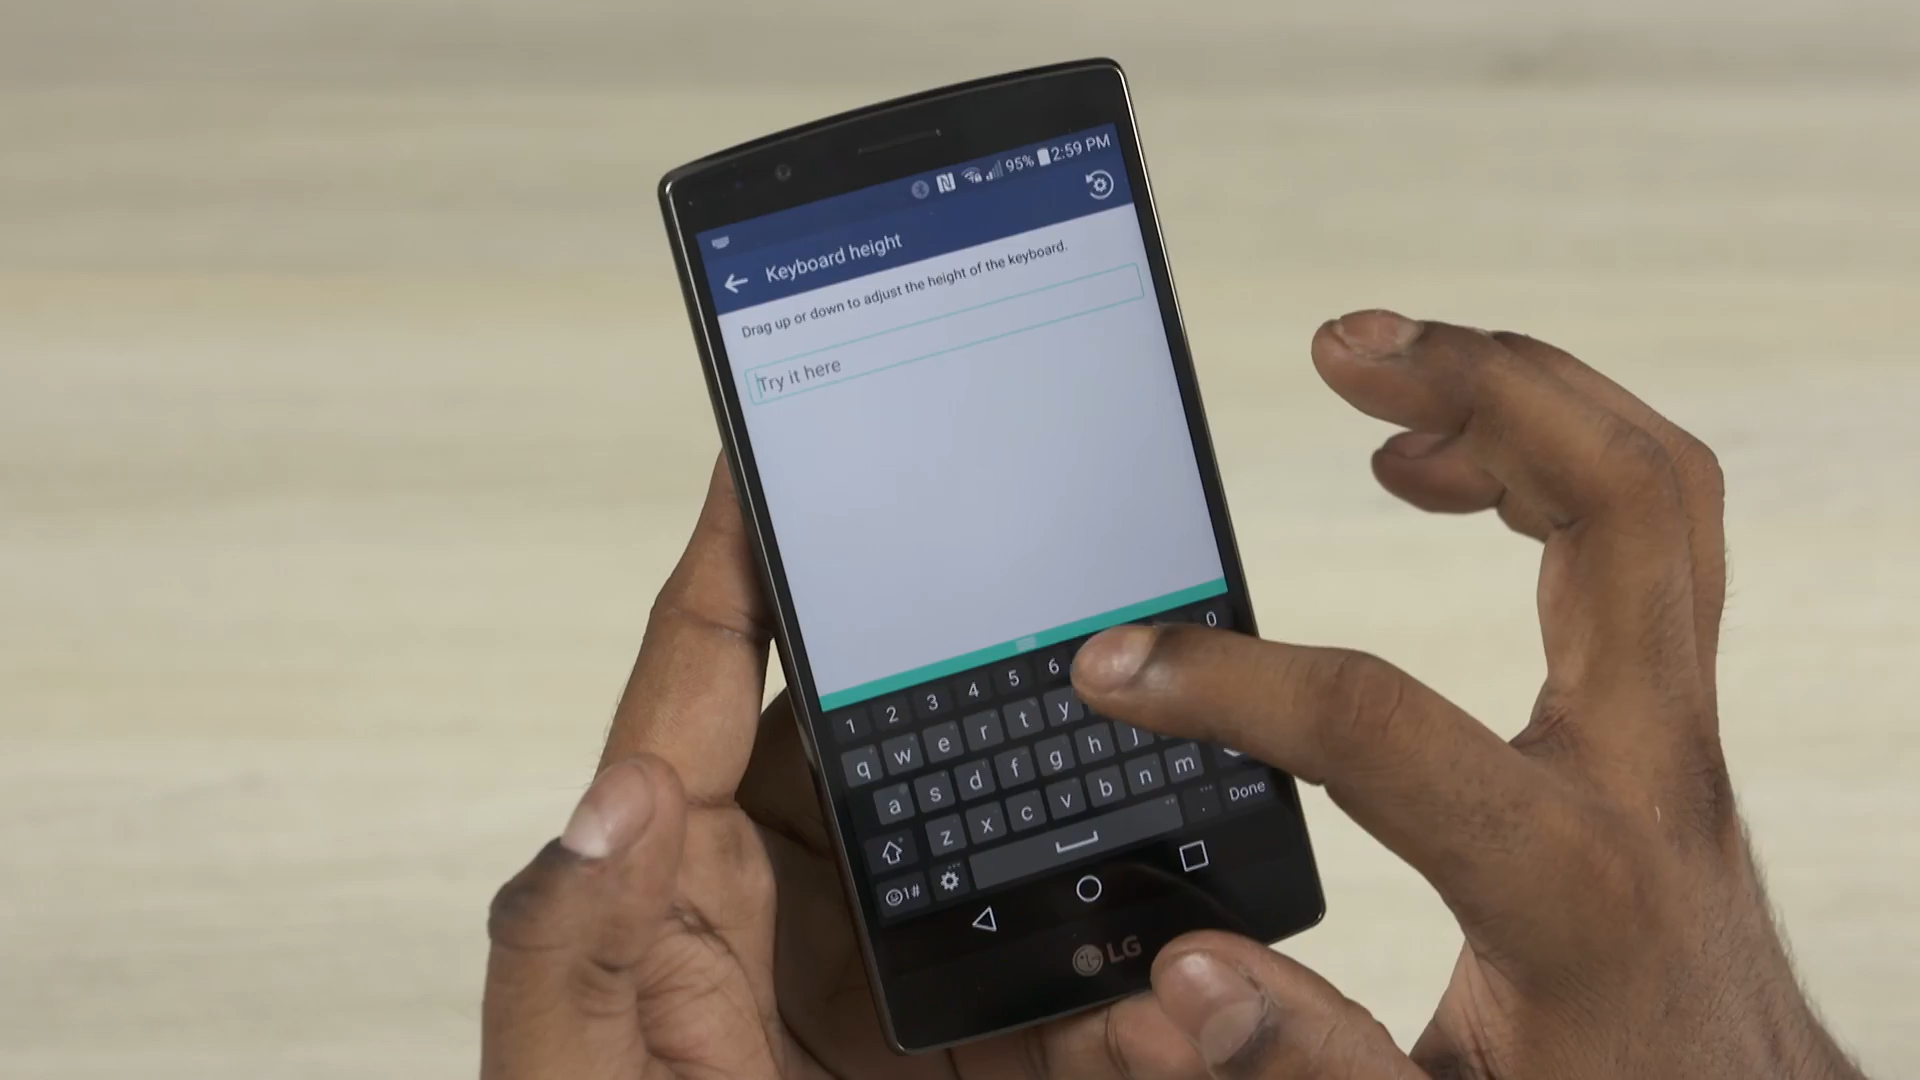 95% 2:59 PM
Keyboard height
Drag up or down to adjust the height of the keyboard.
Try it here
1 2 3 4 5 6 0
q w e r t y
a s d f g h j
z x c v b n m
1# . Done
LG